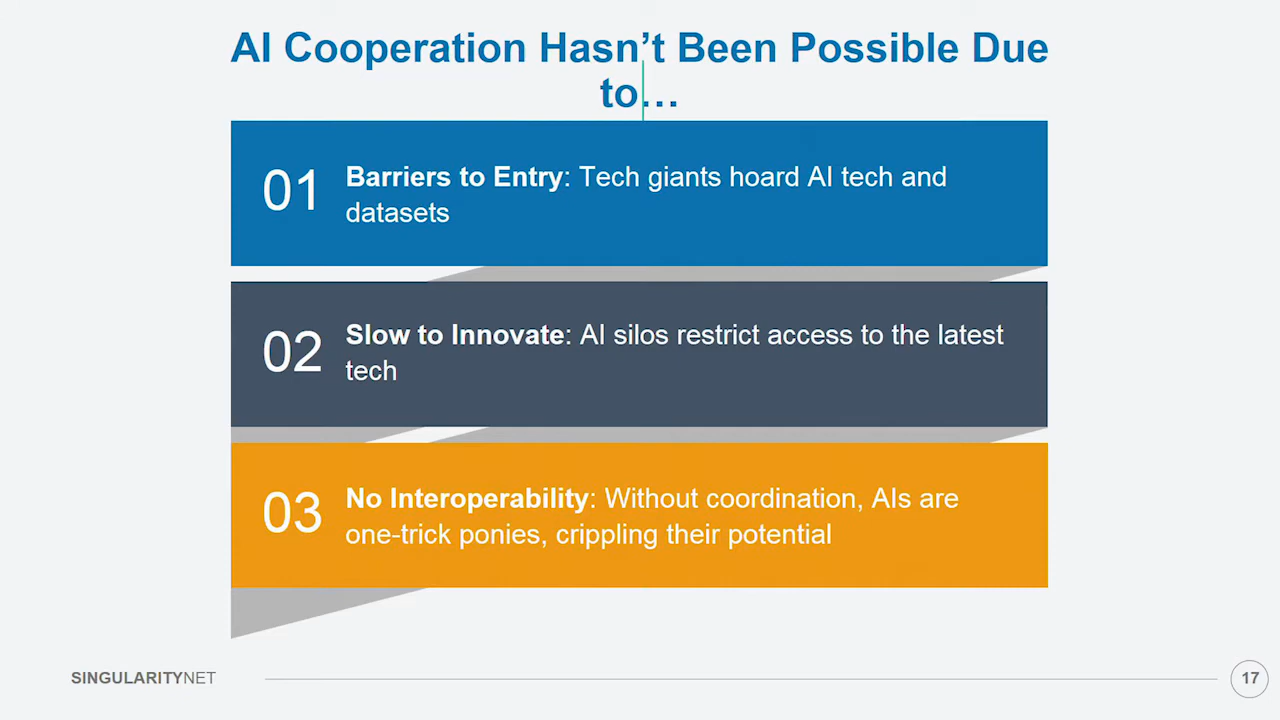 AI Cooperation Hasn’t Been Possible Due
to…
01
Barriers to Entry: Tech giants hoard AI tech and
datasets
02
Slow to Innovate: AI silos restrict access to the latest
tech
03
No Interoperability: Without coordination, AIs are
one-trick ponies, crippling their potential
SINGULARITYNET
17